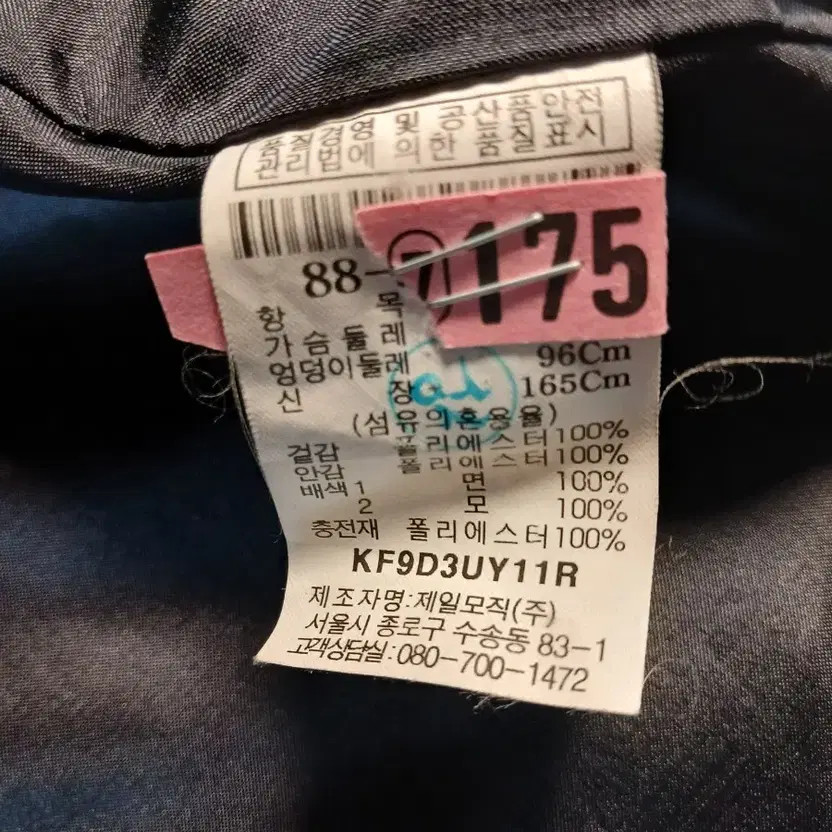 품질경영 및 공산품안전
관리법에 의한 품질표시
88-
⑦175
항목
가슴둘레
엉덩이둘레 96Cm
신장 165Cm
(섬유의혼용율)
겉감 폴리에스터100%
안감 폴리에스터100%
배색 1 면 100%
2 모 100%
충전재 폴리에스터100%
KF9D3UY11R
제조자명:제일모직(주)
서울시 종로구 수송동 83-1
고객상담실:080-700-1472